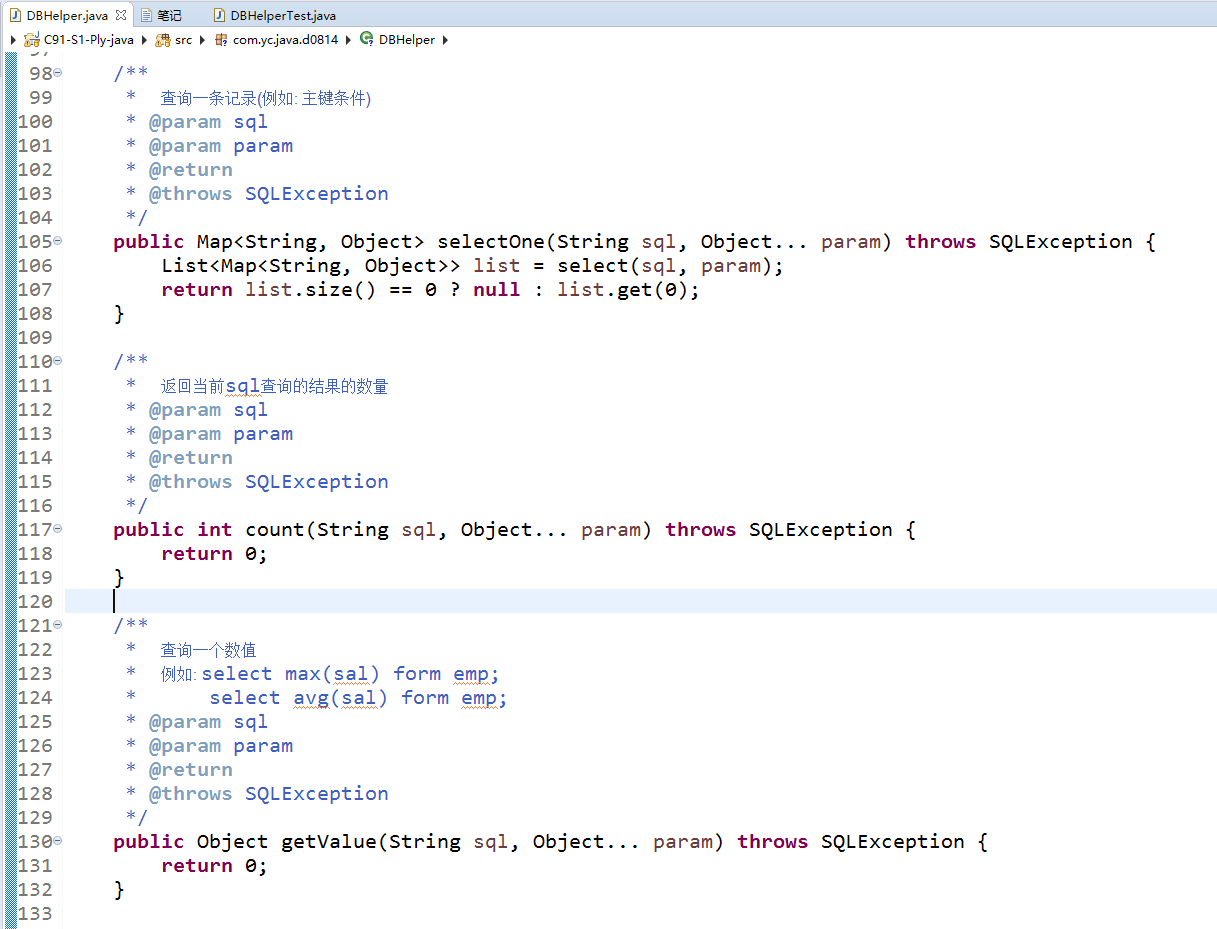 DBHelper.java 笔记 DBHelperTest.java
C91-S1-Ply-java src com.yc.java.d0814 DBHelper
98 /**
99 * 查询一条记录(例如: 主键条件)
100 * @param sql
101 * @param param
102 * @return
103 * @throws SQLException
104 */
105 public Map<String, Object> selectOne(String sql, Object... param) throws SQLException {
106 List<Map<String, Object>> list = select(sql, param);
107 return list.size() == 0 ? null : list.get(0);
108 }
109
110 /**
111 * 返回当前sql查询的结果的数量
112 * @param sql
113 * @param param
114 * @return
115 * @throws SQLException
116 */
117 public int count(String sql, Object... param) throws SQLException {
118 return 0;
119 }
120
121 /**
122 * 查询一个数值
123 * 例如: select max(sal) form emp;
124 * select avg(sal) form emp;
125 * @param sql
126 * @param param
127 * @return
128 * @throws SQLException
129 */
130 public Object getValue(String sql, Object... param) throws SQLException {
131 return 0;
132 }
133